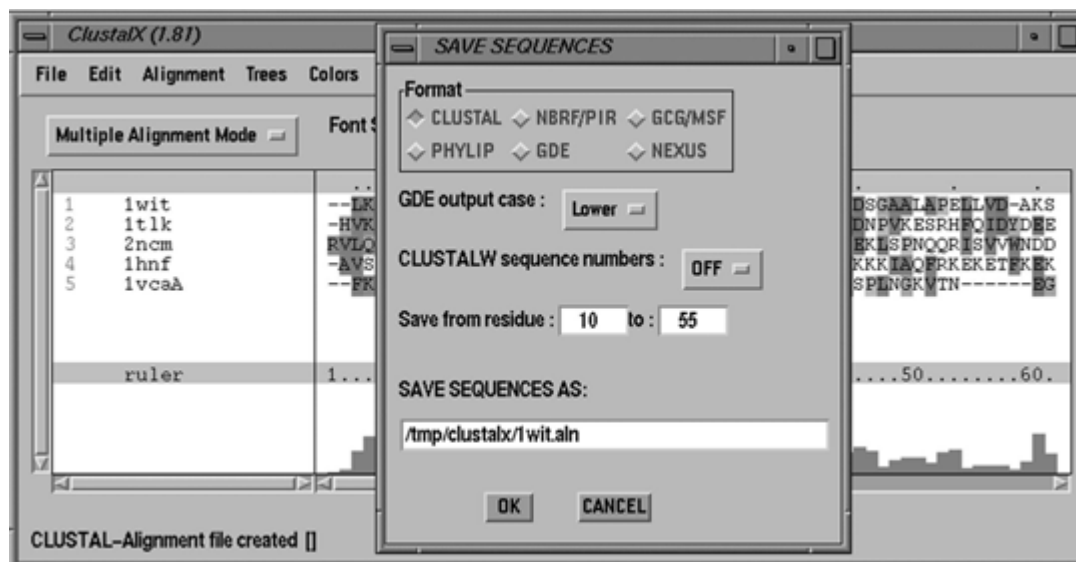 ClustalX (1.81)
File Edit Alignment Trees Colors
Multiple Alignment Mode
Font
1 1wit --LK
2 1tlk -HVK
3 2ncm RVLQ
4 1hnf -AVS
5 1vcaA --FK
ruler 1...
SAVE SEQUENCES
Format
CLUSTAL NBRF/PIR GCG/MSF
PHYLIP GDE NEXUS
GDE output case : Lower
CLUSTALW sequence numbers : OFF
Save from residue : 10 to : 55
SAVE SEQUENCES AS:
/tmp/clustalx/1wit.aln
OK CANCEL
DSGAALAPELLVD-AKS
DNPVKESRHFQIDYDEE
EKLSPNQQRISVVWNDD
KKKIAQFRKEKETFKEK
SPLNGKVTN------EG
....50........60.
CLUSTAL-Alignment file created []